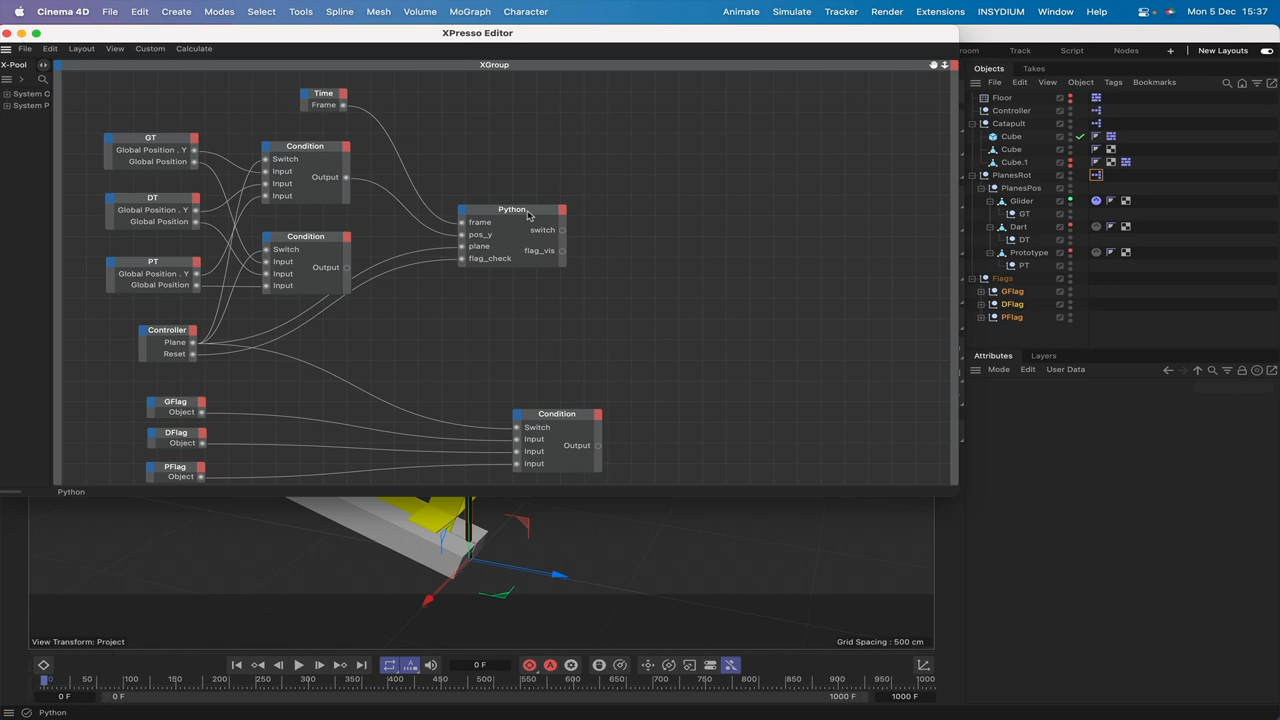 Cinema 4D File Edit Create Modes Select Tools Spline Mesh Volume MoGraph Character Animate Simulate Tracker Render Extensions INSYDIUM Window Help Mon 5 Dec 15:37
XPresso Editor
File Edit Layout View Custom Calculate
X-Pool
XGroup
System O
System P
Time
Frame
GT
Global Position . Y
Global Position
Condition
Switch
Input
Input
Input
Output
DT
Global Position . Y
Global Position
Python
frame
pos_y
plane
flag_check
switch
flag_vis
Condition
Switch
Input
Input
Input
Output
PT
Global Position . Y
Global Position
Controller
Plane
Reset
GFlag
Object
DFlag
Object
PFlag
Object
Condition
Switch
Input
Input
Input
Output
Python
room Track Script Nodes New Layouts
Objects Takes
File Edit View Object Tags Bookmarks
Floor
Controller
Catapult
Cube
Cube
Cube.1
PlanesRot
PlanesPos
Glider
GT
Dart
DT
Prototype
PT
Flags
GFlag
DFlag
PFlag
Attributes Layers
Mode Edit User Data
View Transform: Project Grid Spacing : 500 cm
0 F
0 50 100 150 200 250 300 350 400 450 500 550 600 650 700 750 800 850 900 950 1000
0 F 0 F 1000 F 1000 F
Python